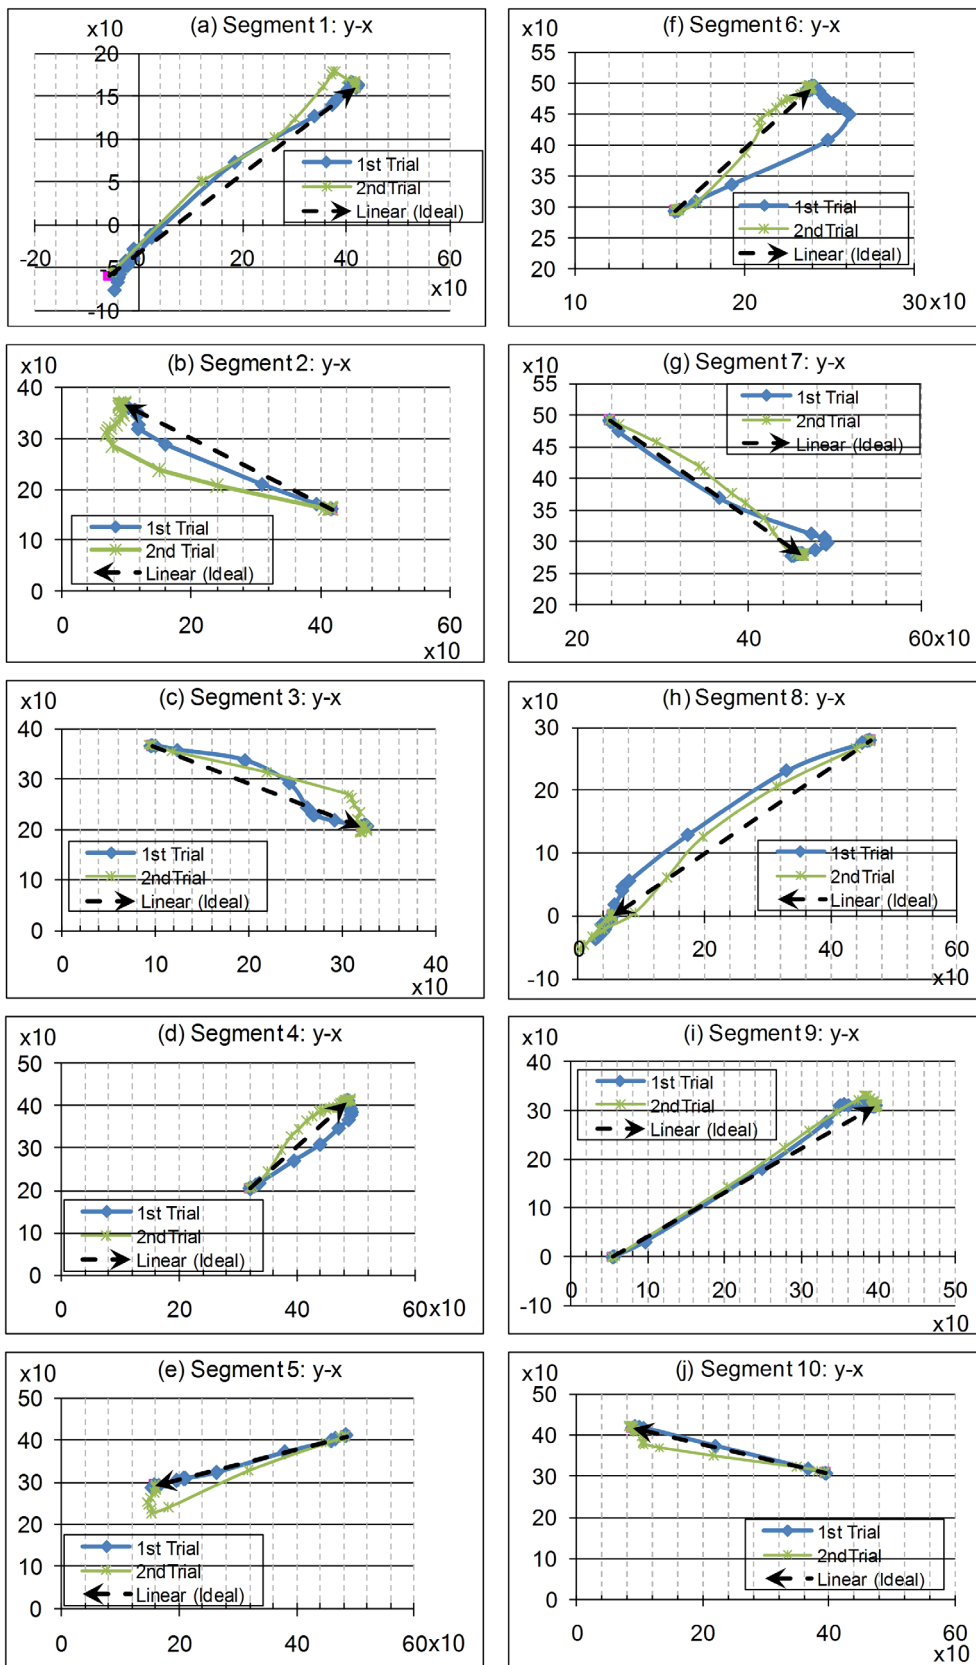 (a) Segment 1: y-x
x10
20
15
10
5
0
-5
-10
-20
0
20
40
60
x10
1st Trial
2nd Trial
Linear (Ideal)
(b) Segment 2: y-x
x10
40
30
20
10
0
0
20
40
60
x10
1st Trial
2nd Trial
Linear (Ideal)
(c) Segment 3: y-x
x10
40
30
20
10
0
0
10
20
30
40
x10
1st Trial
2nd Trial
Linear (Ideal)
(d) Segment 4: y-x
x10
50
40
30
20
10
0
0
20
40
60x10
1st Trial
2nd Trial
Linear (Ideal)
(e) Segment 5: y-x
x10
50
40
30
20
10
0
0
20
40
60x10
1st Trial
2nd Trial
Linear (Ideal)
(f) Segment 6: y-x
x10
55
50
45
40
35
30
25
20
10
20
30x10
1st Trial
2nd Trial
Linear (Ideal)
(g) Segment 7: y-x
x10
55
50
45
40
35
30
25
20
20
40
60x10
1st Trial
2nd Trial
Linear (Ideal)
(h) Segment 8: y-x
x10
30
20
10
0
-10
0
20
40
60
x10
1st Trial
2nd Trial
Linear (Ideal)
(i) Segment 9: y-x
x10
40
30
20
10
0
-10
0
10
20
30
40
50
x10
1st Trial
2nd Trial
Linear (Ideal)
(j) Segment 10: y-x
x10
50
40
30
20
10
0
0
20
40
60
x10
1st Trial
2nd Trial
Linear (Ideal)